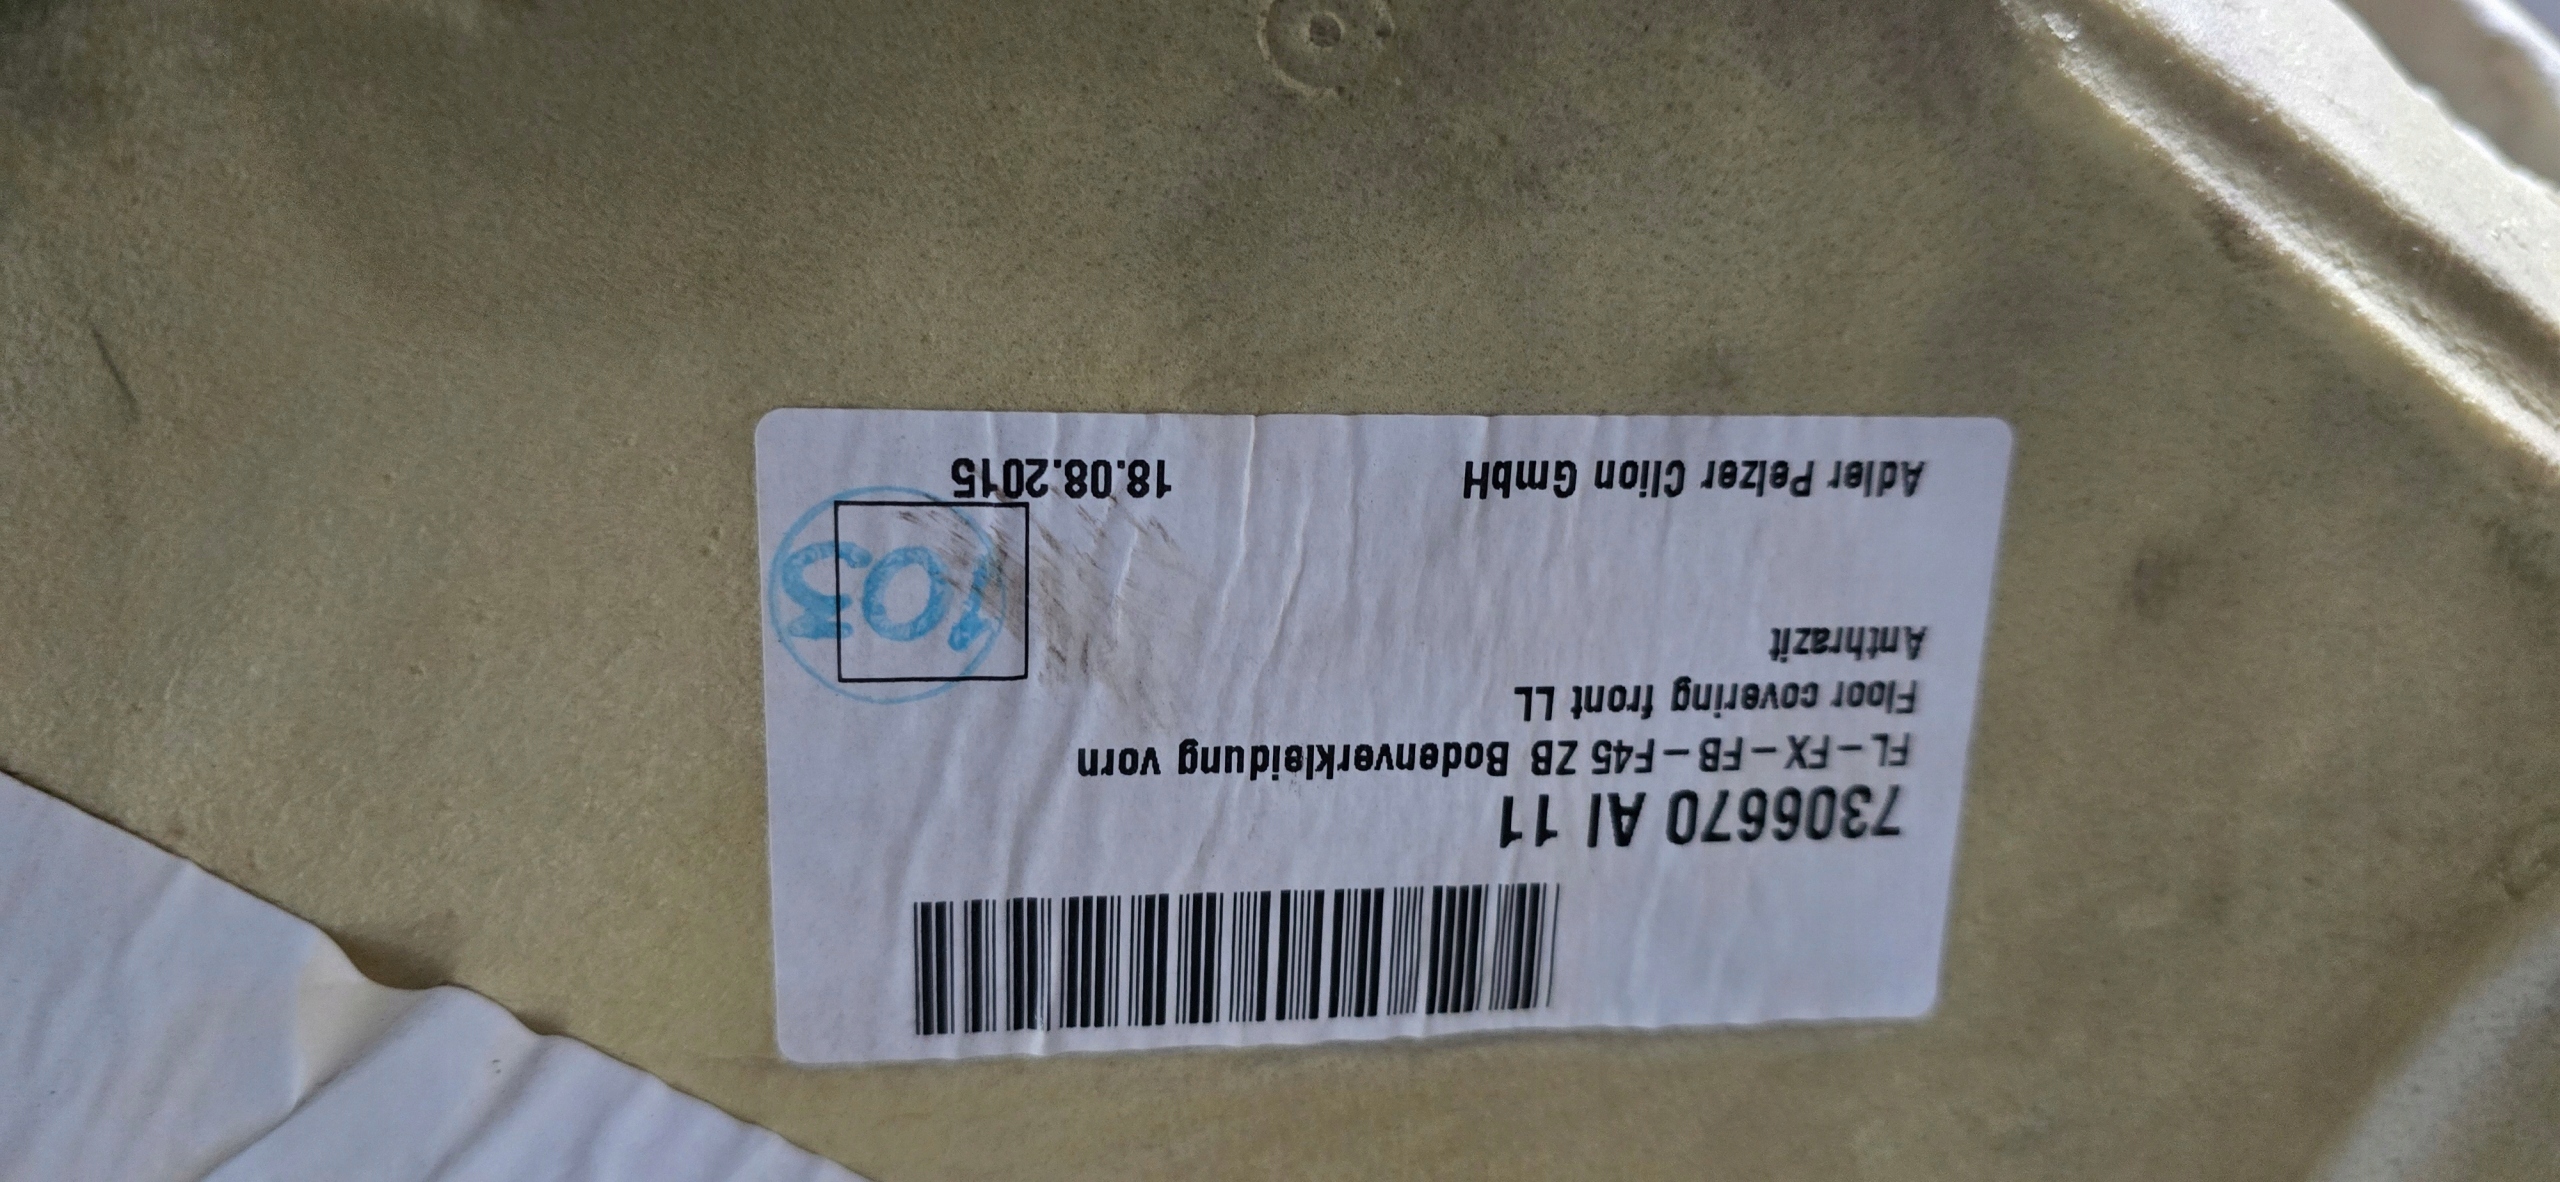 7306670 AI 11
FL-FX-FB-F45 ZB Bodenverkleidung vorn
Floor covering front LL
Anthrazit
103
Adler Pelzer Clion GmbH 18.08.2015